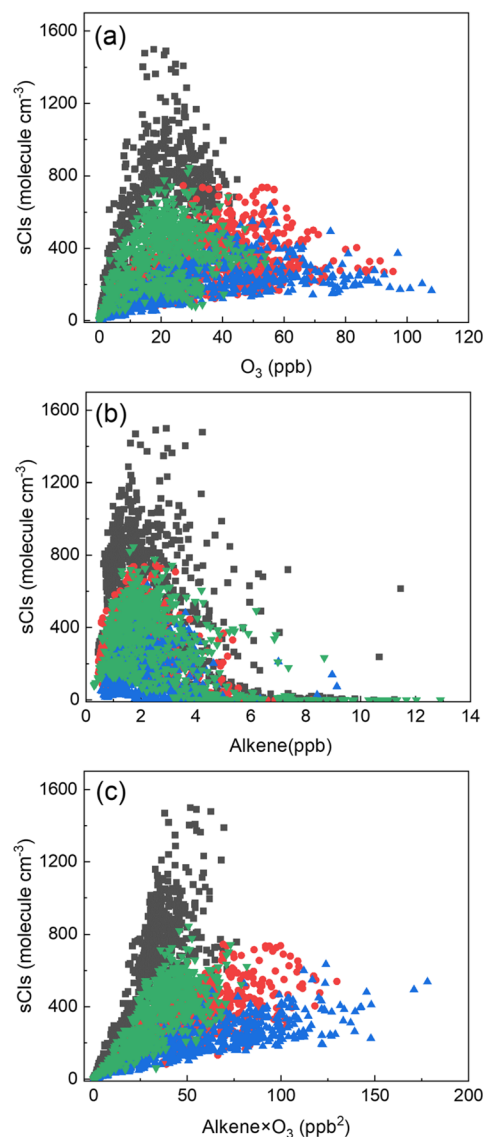 (a)
1600
1200
800
400
0
sCIs (molecule cm⁻³)
0 20 40 60 80 100 120
O₃ (ppb)
(b)
1600
1200
800
400
0
sCIs (molecule cm⁻³)
0 2 4 6 8 10 12 14
Alkene(ppb)
(c)
1600
1200
800
400
0
sCIs (molecule cm⁻³)
0 50 100 150 200
Alkene×O₃ (ppb²)